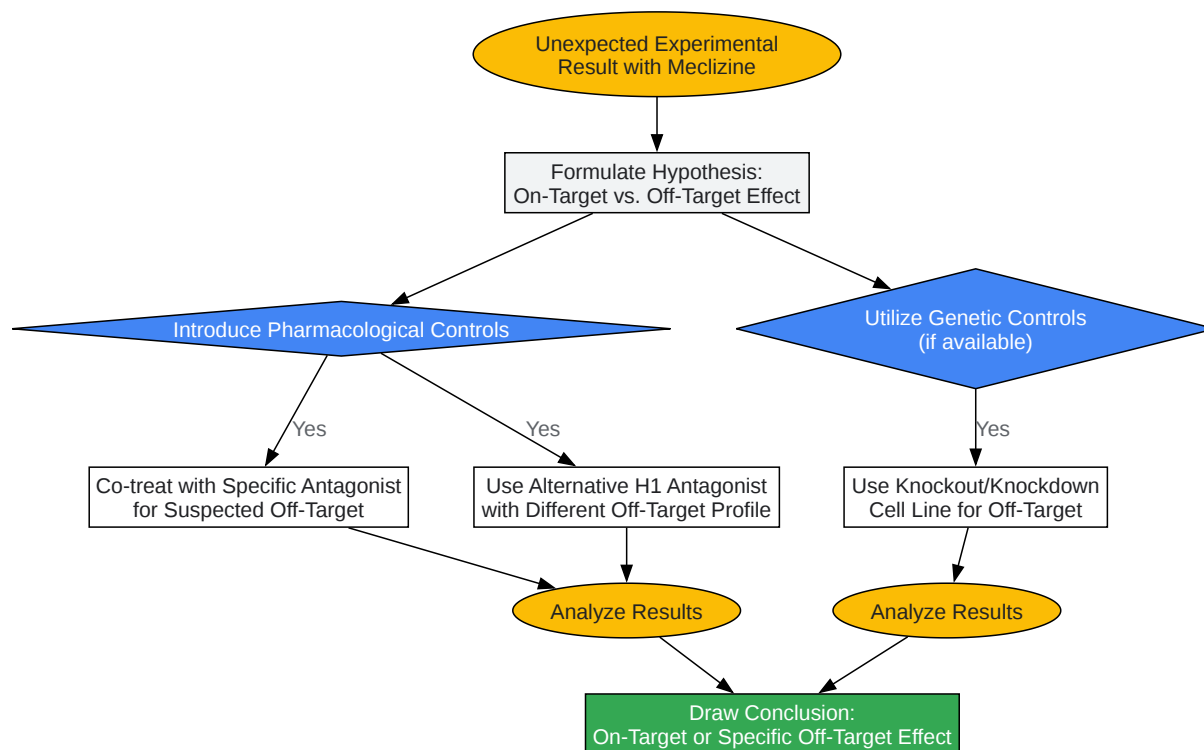 Unexpected Experimental
Result with Meclizine
Formulate Hypothesis:
On-Target vs. Off-Target Effect
Introduce Pharmacological Controls
Utilize Genetic Controls
(if available)
Yes
Yes
Yes
Co-treat with Specific Antagonist
for Suspected Off-Target
Use Alternative H1 Antagonist
with Different Off-Target Profile
Use Knockout/Knockdown
Cell Line for Off-Target
Analyze Results
Analyze Results
Draw Conclusion:
On-Target or Specific Off-Target Effect